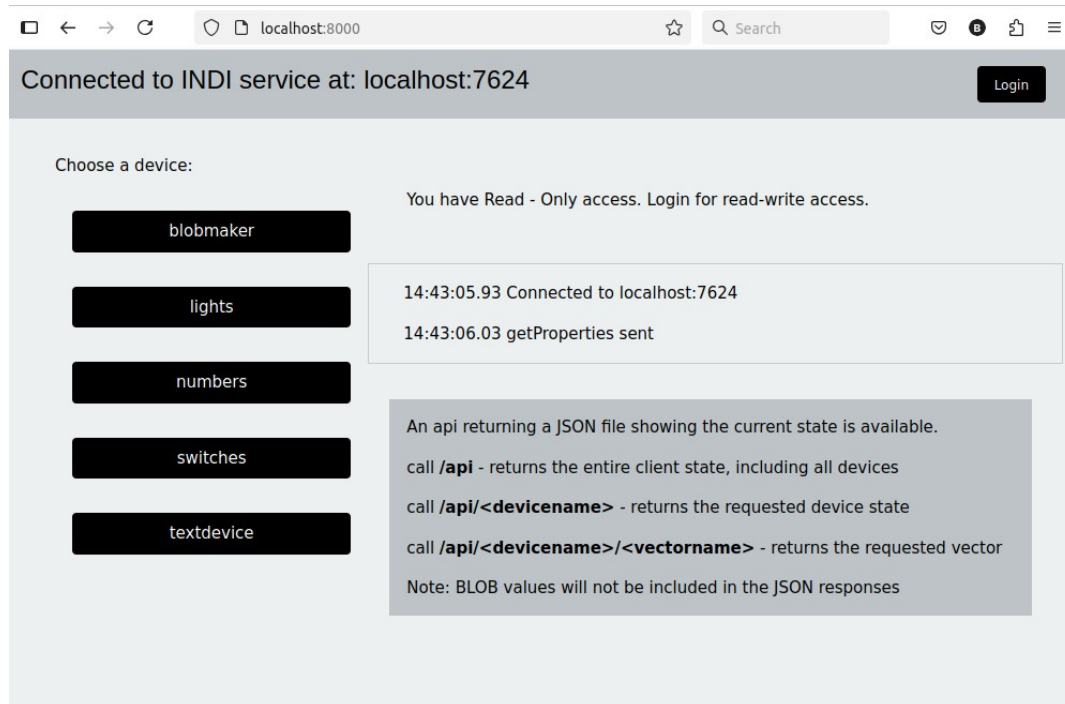 localhost:8000
Search
B
Connected to INDI service at: localhost:7624
Login
Choose a device:
blobmaker
lights
numbers
switches
textdevice
You have Read - Only access. Login for read-write access.
14:43:05.93 Connected to localhost:7624
14:43:06.03 getProperties sent
An api returning a JSON file showing the current state is available.
call /api - returns the entire client state, including all devices
call /api/<devicename> - returns the requested device state
call /api/<devicename>/<vectorname> - returns the requested vector
Note: BLOB values will not be included in the JSON responses